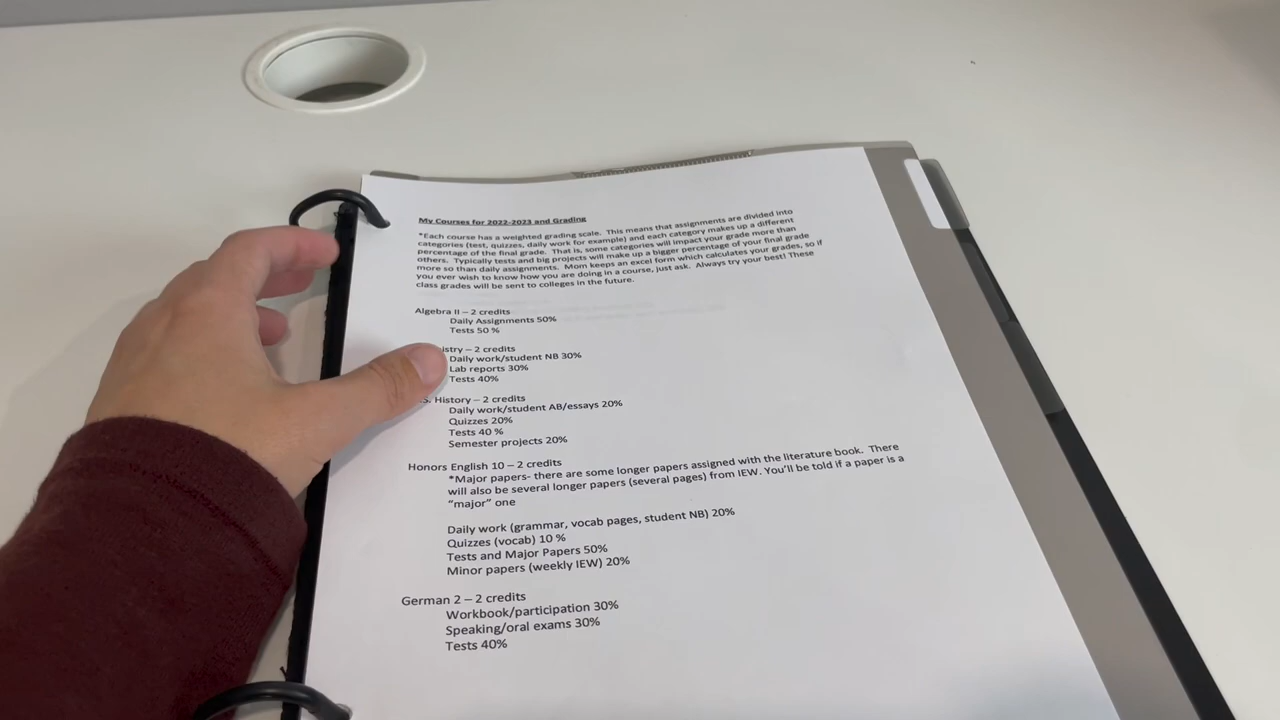 My Courses for 2022-2023 and Grading
*Each course has a weighted grading scale. This means that assignments are divided into
categories (test, quizzes, daily work for example) and each category makes up a different
percentage of the final grade. That is, some categories will impact your grade more than
others. Typically tests and big projects will make up a bigger percentage of your final grade
more so than daily assignments. Mom keeps an excel form which calculates your grades, so if
you ever wish to know how you are doing in a course, just ask. Always try your best! These
class grades will be sent to colleges in the future.
Algebra II – 2 credits
Daily Assignments 50%
Tests 50 %
istry – 2 credits
Daily work/student NB 30%
Lab reports 30%
Tests 40%
S. History – 2 credits
Daily work/student AB/essays 20%
Quizzes 20%
Tests 40 %
Semester projects 20%
Honors English 10 – 2 credits
*Major papers- there are some longer papers assigned with the literature book. There
will also be several longer papers (several pages) from IEW. You’ll be told if a paper is a
“major” one
Daily work (grammar, vocab pages, student NB) 20%
Quizzes (vocab) 10 %
Tests and Major Papers 50%
Minor papers (weekly IEW) 20%
German 2 – 2 credits
Workbook/participation 30%
Speaking/oral exams 30%
Tests 40%